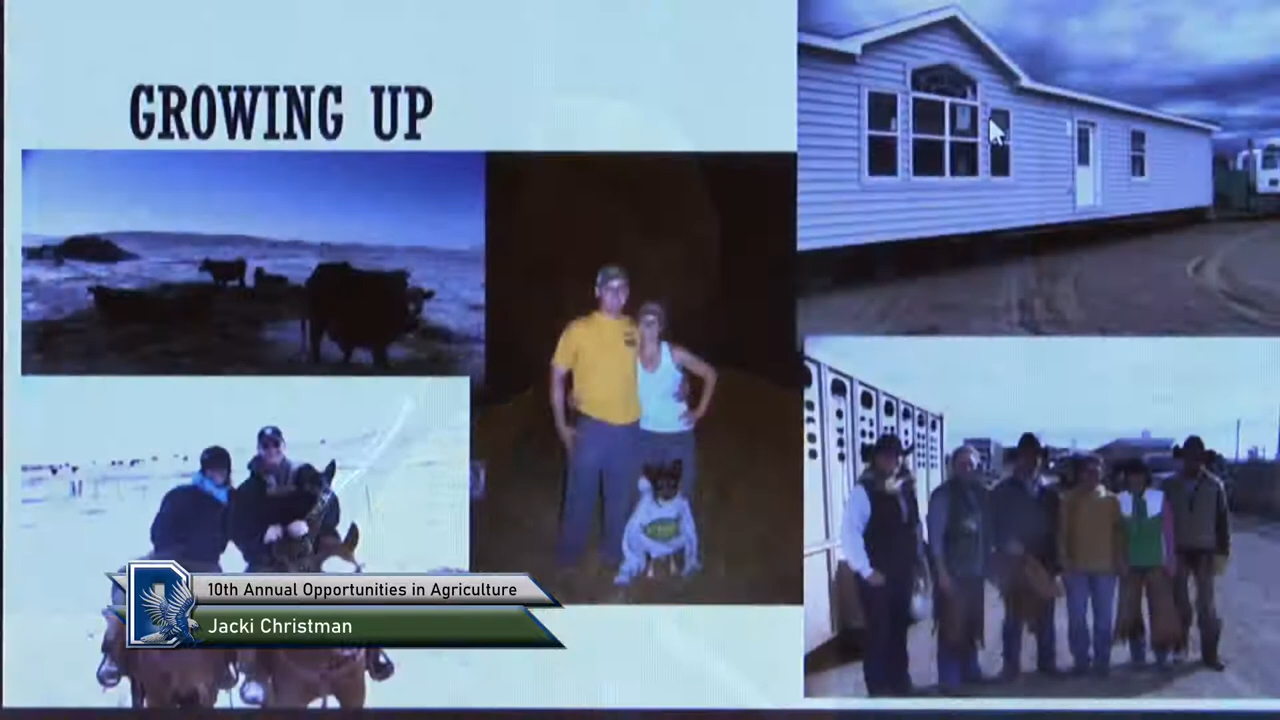 GROWING UP
10th Annual Opportunities in Agriculture
Jacki Christman